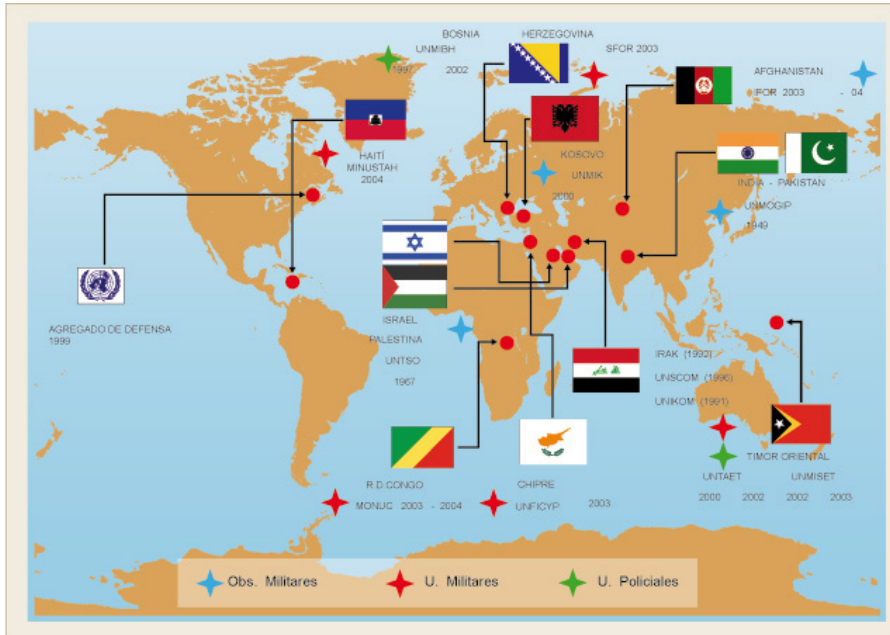 BOSNIA HERZEGOVINA
UNMIBH SFOR 2003
1997 2002
AFGHANISTAN
IFOR 2003 - 04
HAITÍ
MINUSTAH
2004
KOSOVO
UNMIK
2000
INDIA - PAKISTAN
UNMOGIP
1949
AGREGADO DE DEFENSA
1999
ISRAEL
PALESTINA
UNTSO
1967
IRAK (1992)
UNSCOM (1996)
UNIKOM (1991)
R.D.CONGO
MONUC 2003 - 2004
CHIPRE
UNFICYP 2003
TIMOR ORIENTAL
UNTAET UNMISET
2000 2002 2002 2003
Obs. Militares U. Militares U. Policiales